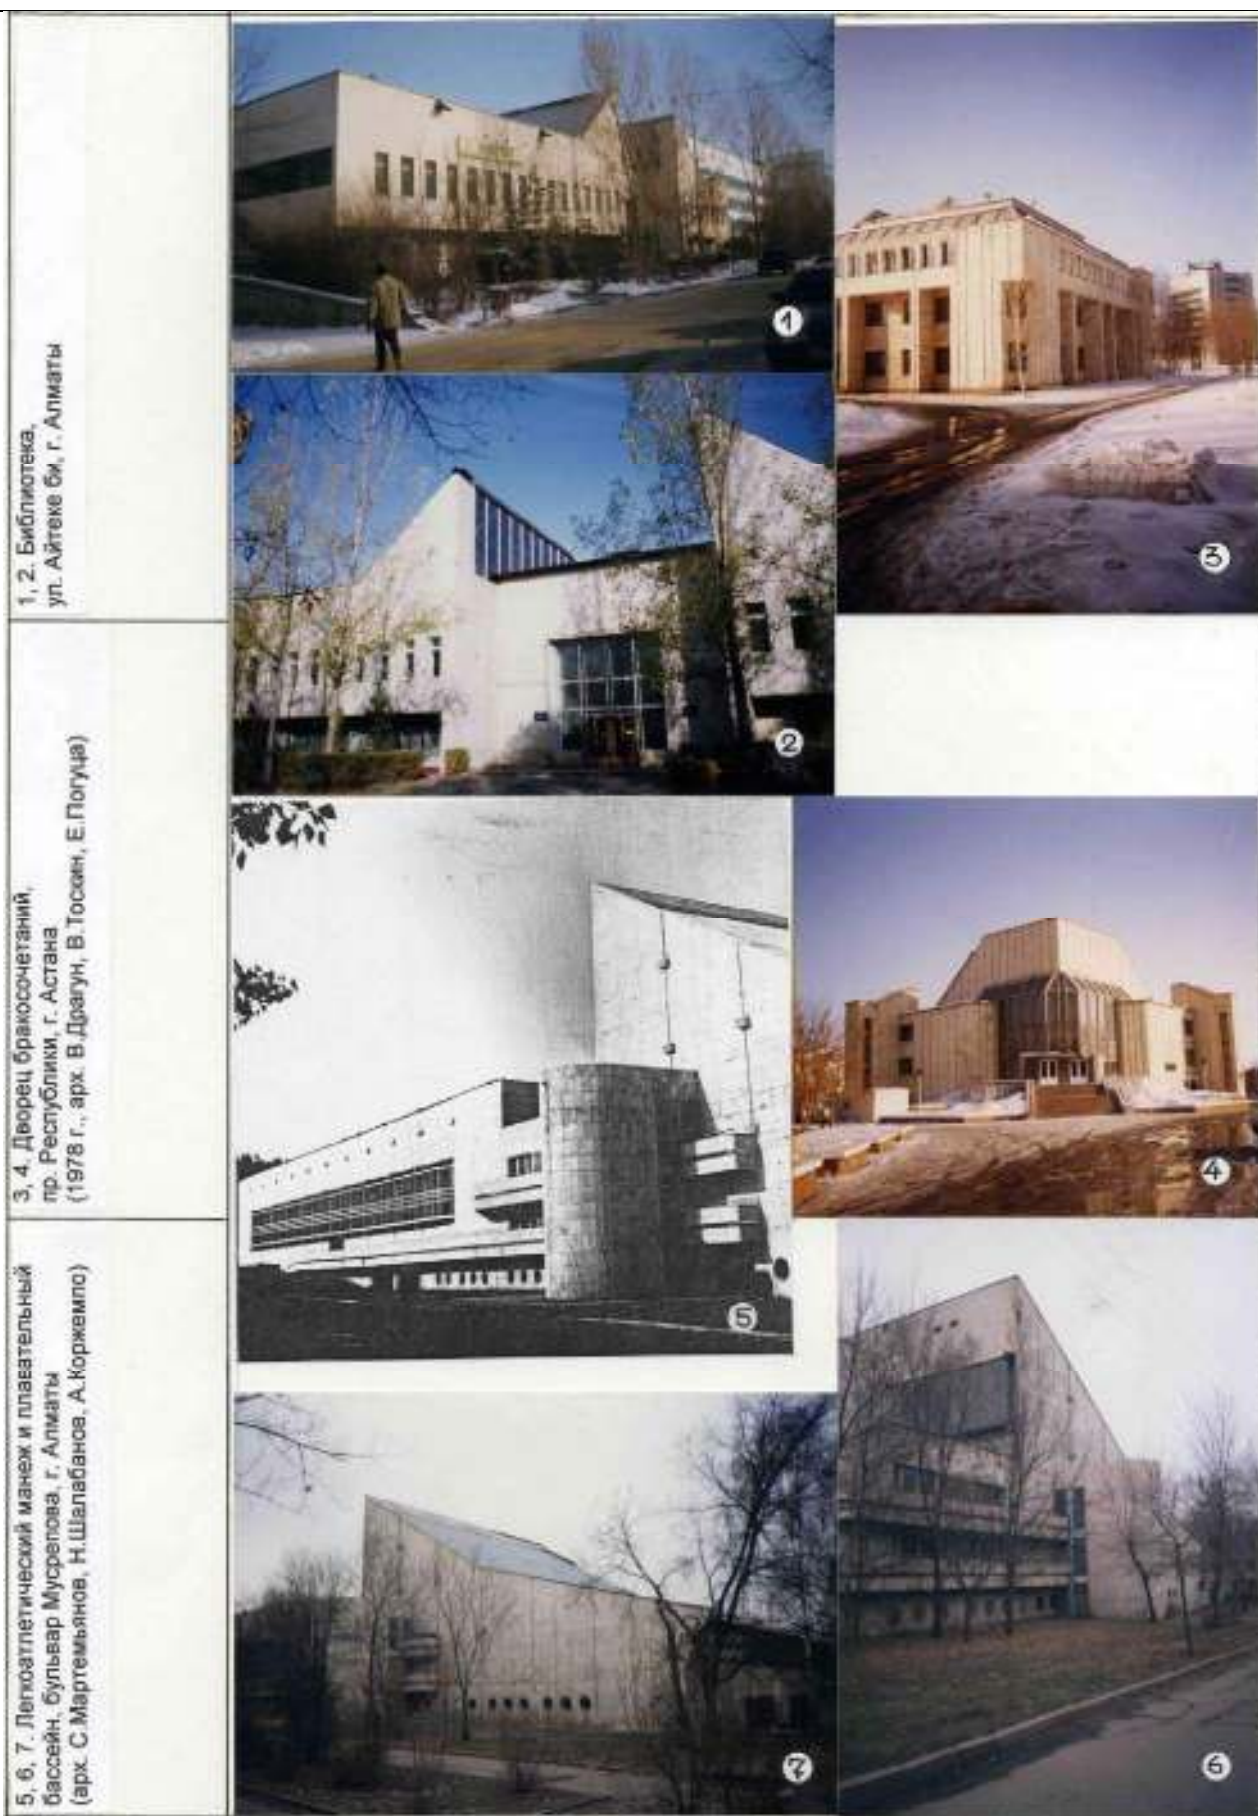 1, 2. Библиотека,
ул. Айтеке би, г. Алматы
3, 4. Дворец бракосочетаний,
пр. Республики, г. Астана
(1978 г., арх. В.Драгун, В.Тоскин, Е.Погуца)
5, 6, 7. Легкоатлетический манеж и плавательный
бассейн, бульвар Мусрепова, г. Алматы
(арх. С.Мартемьянов, Н.Шалабанов, А.Коржемпо)
1
2
3
4
5
6
7